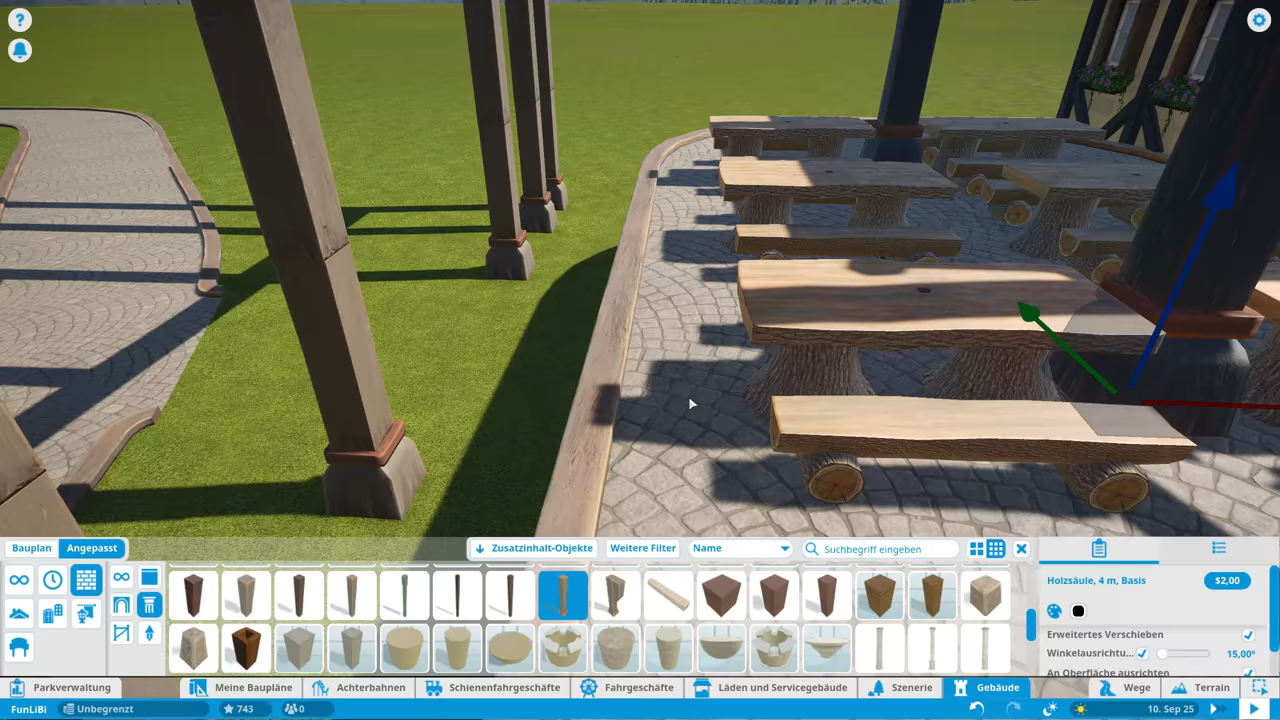 ?
Bauplan
Angepasst
Zusatzinhalt-Objekte
Weitere Filter
Name
Suchbegriff eingeben
Holzsäule, 4 m, Basis
$2,00
Erweitertes Verschieben
Winkelausrichtu...
15,00°
An Oberfläche ausrichten
Parkverwaltung
Meine Baupläne
Achterbahnen
Schienenfahrgeschäfte
Fahrgeschäfte
Läden und Servicegebäude
Szenerie
Gebäude
Wege
Terrain
FunLiBi
Unbegrenzt
743
0
10. Sep 25